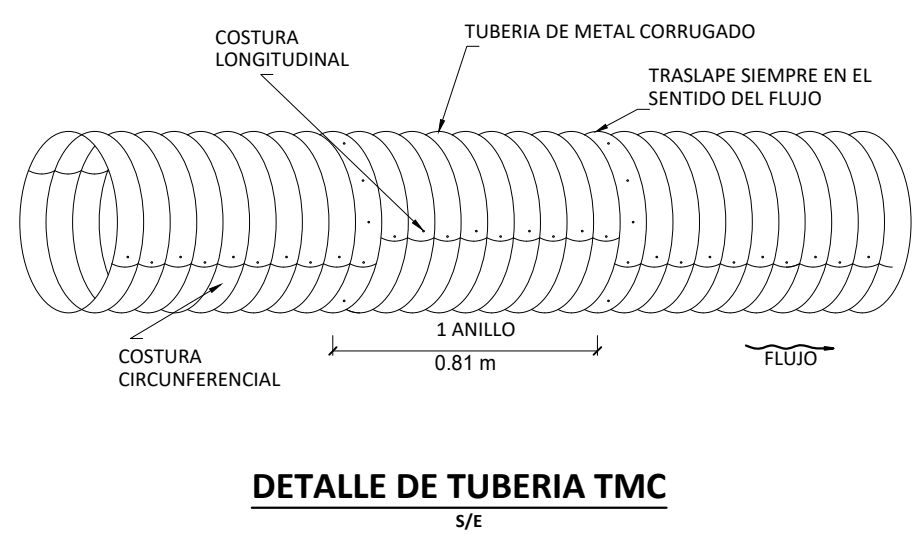 COSTURA
LONGITUDINAL
TUBERIA DE METAL CORRUGADO
TRASLAPE SIEMPRE EN EL
SENTIDO DEL FLUJO
1 ANILLO
0.81 m
COSTURA
CIRCUNFERENCIAL
FLUJO
DETALLE DE TUBERIA TMC
S/E